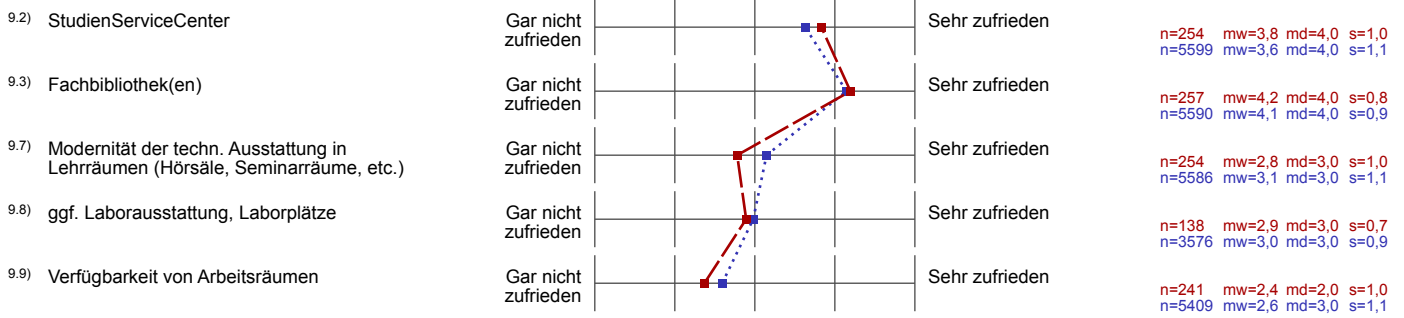 9.2) StudienServiceCenter
Gar nicht
zufrieden
Sehr zufrieden
n=254 mw=3,8 md=4,0 s=1,0
n=5599 mw=3,6 md=4,0 s=1,1
9.3) Fachbibliothek(en)
Gar nicht
zufrieden
Sehr zufrieden
n=257 mw=4,2 md=4,0 s=0,8
n=5590 mw=4,1 md=4,0 s=0,9
9.7) Modernität der techn. Ausstattung in
Lehrräumen (Hörsäle, Seminarräume, etc.)
Gar nicht
zufrieden
Sehr zufrieden
n=254 mw=2,8 md=3,0 s=1,0
n=5586 mw=3,1 md=3,0 s=1,1
9.8) ggf. Laborausstattung, Laborplätze
Gar nicht
zufrieden
Sehr zufrieden
n=138 mw=2,9 md=3,0 s=0,7
n=3576 mw=3,0 md=3,0 s=0,9
9.9) Verfügbarkeit von Arbeitsräumen
Gar nicht
zufrieden
Sehr zufrieden
n=241 mw=2,4 md=2,0 s=1,0
n=5409 mw=2,6 md=3,0 s=1,1